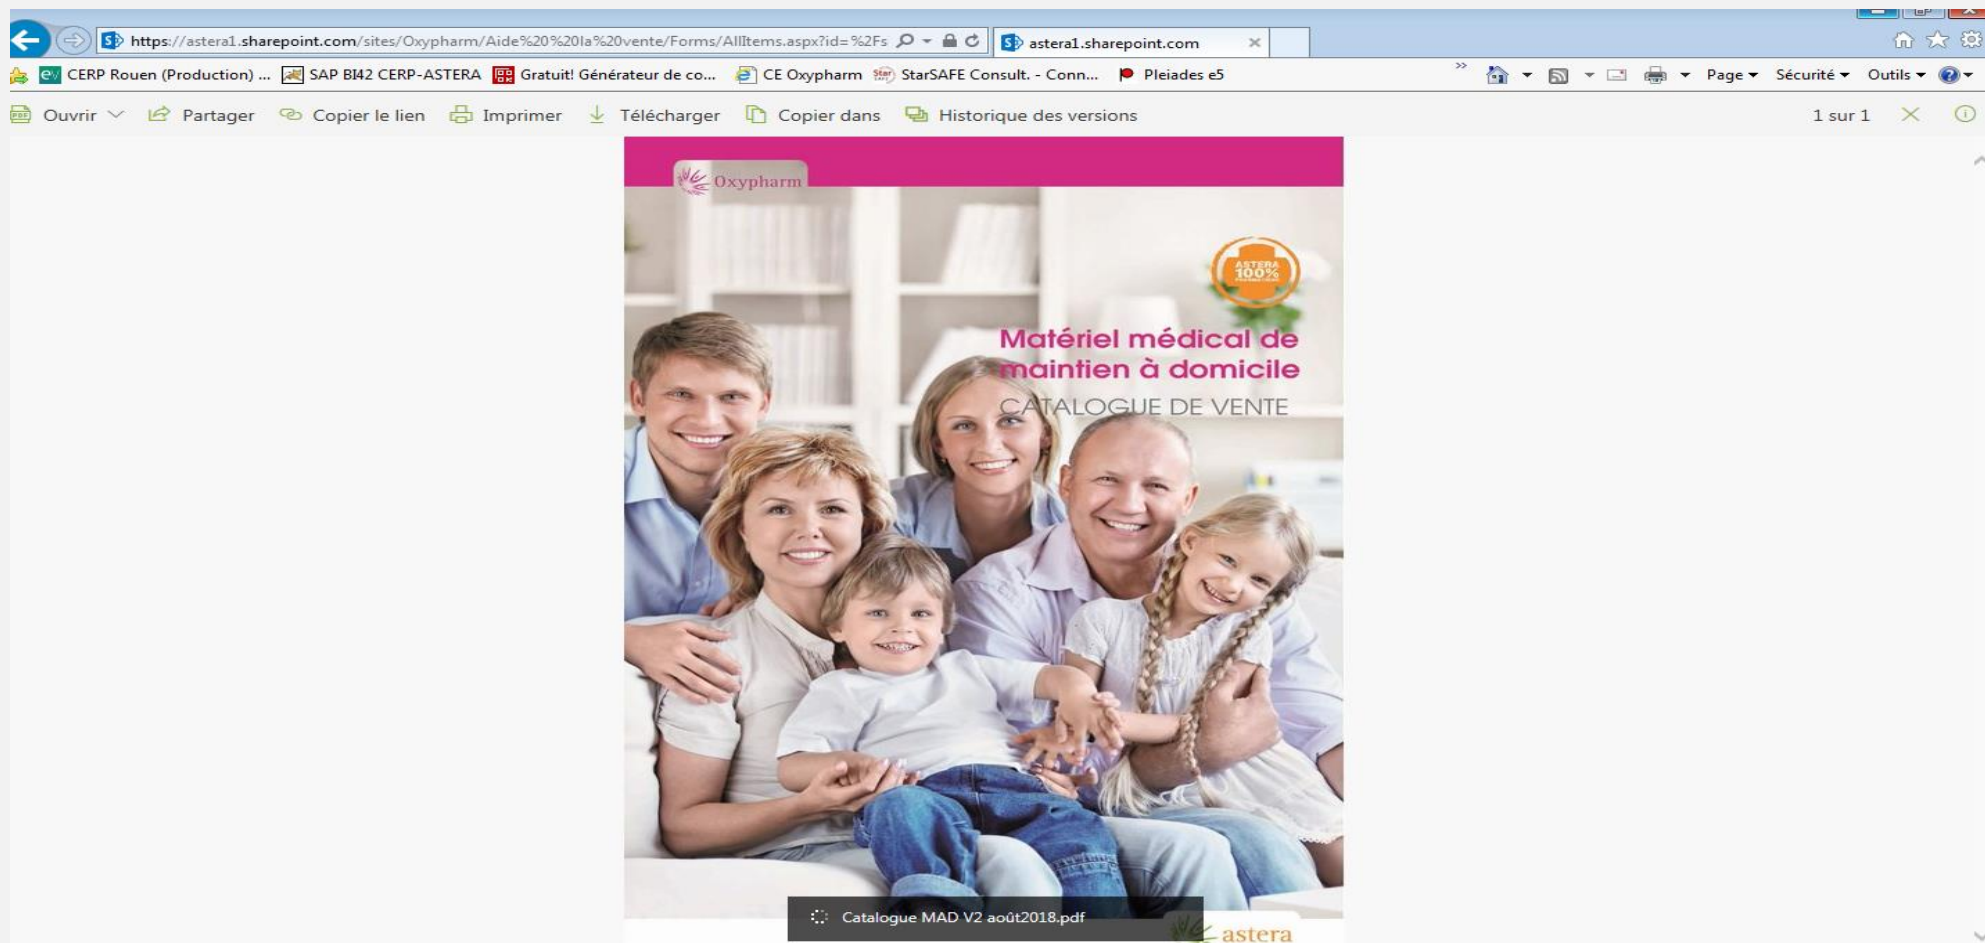 https://astera1.sharepoint.com/sites/Oxypharm/Aide%20%20la%20vente/Forms/AllItems.aspx?id=%2Fs
astera1.sharepoint.com
CERP Rouen (Production) ...
SAP BI42 CERP-ASTERA
Gratuit! Générateur de co...
CE Oxypharm
StarSAFE Consult. - Conn...
Pleiades e5
Page
Sécurité
Outils
Ouvrir
Partager
Copier le lien
Imprimer
Télécharger
Copier dans
Historique des versions
1 sur 1
Oxypharm
ASTERA
100%
Matériel médical de
maintien à domicile
CATALOGUE DE VENTE
Catalogue MAD V2 août2018.pdf
astera